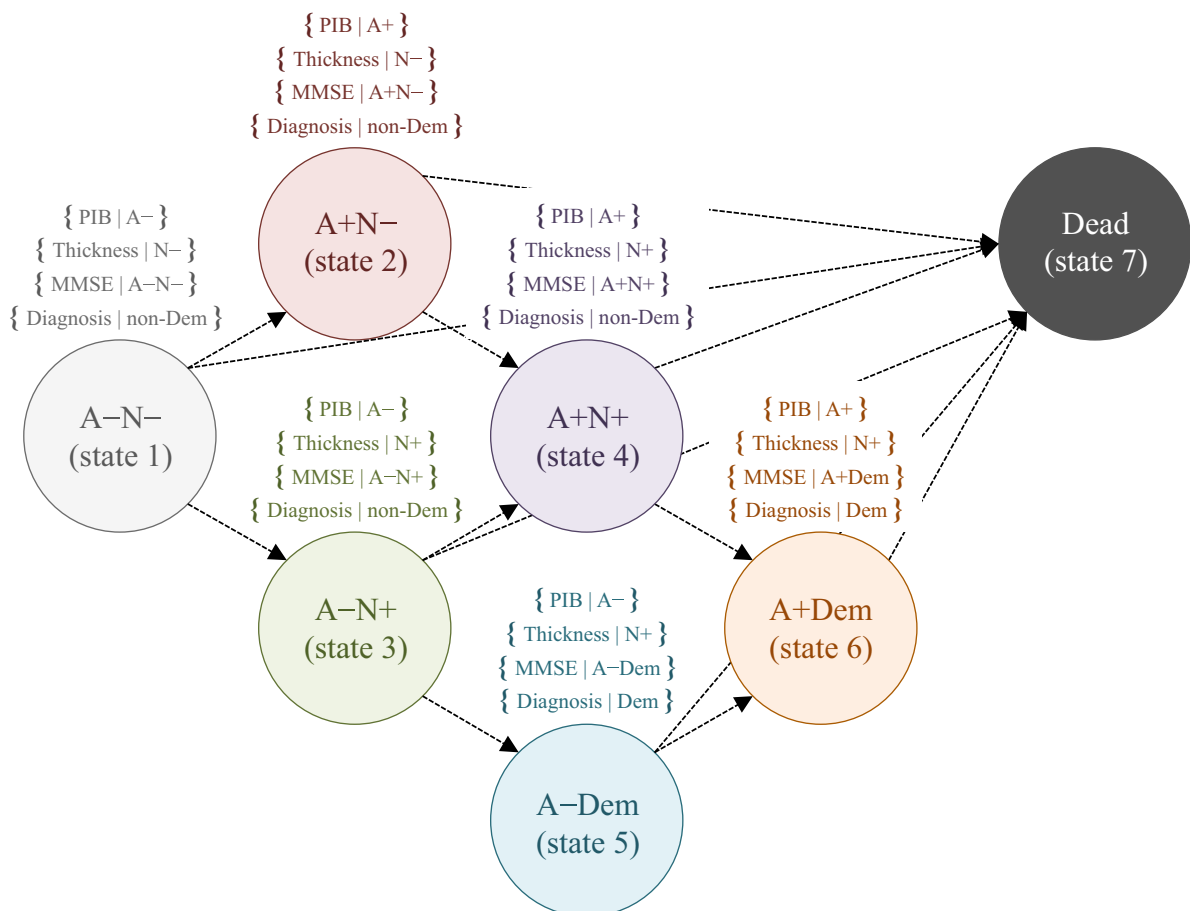 { PIB | A+ }
{ Thickness | N− }
{ MMSE | A+N− }
{ Diagnosis | non-Dem }
A+N−
(state 2)
{ PIB | A− }
{ Thickness | N− }
{ MMSE | A−N− }
{ Diagnosis | non-Dem }
A−N−
(state 1)
{ PIB | A+ }
{ Thickness | N+ }
{ MMSE | A+N+ }
{ Diagnosis | non-Dem }
A+N+
(state 4)
Dead
(state 7)
{ PIB | A− }
{ Thickness | N+ }
{ MMSE | A−N+ }
{ Diagnosis | non-Dem }
A−N+
(state 3)
{ PIB | A+ }
{ Thickness | N+ }
{ MMSE | A+Dem }
{ Diagnosis | Dem }
A+Dem
(state 6)
{ PIB | A− }
{ Thickness | N+ }
{ MMSE | A−Dem }
{ Diagnosis | Dem }
A−Dem
(state 5)